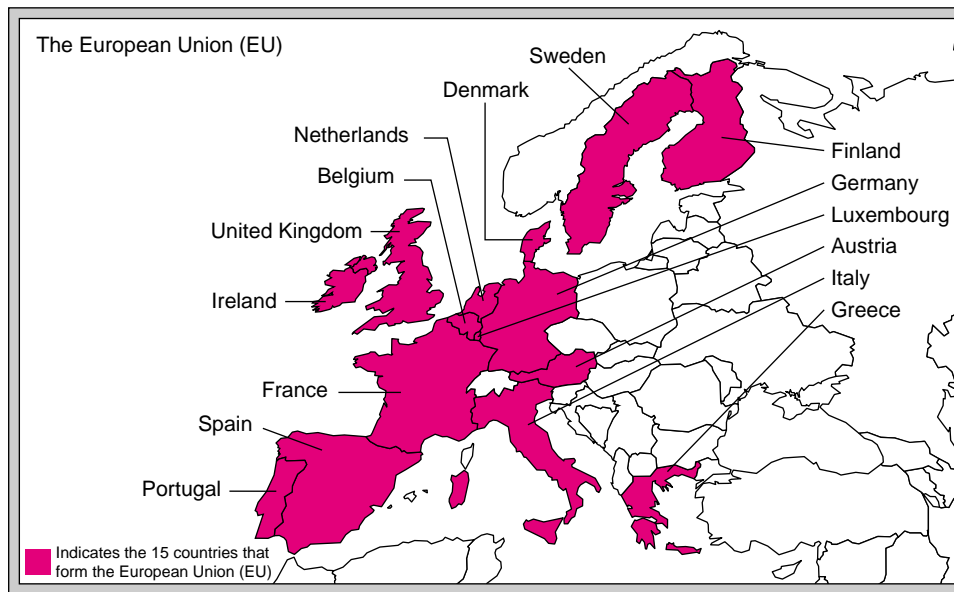 The European Union (EU)
Sweden
Denmark
Netherlands
Belgium
Finland
Germany
Luxembourg
United Kingdom
Austria
Italy
Ireland
Greece
France
Spain
Portugal
Indicates the 15 countries that
form the European Union (EU)